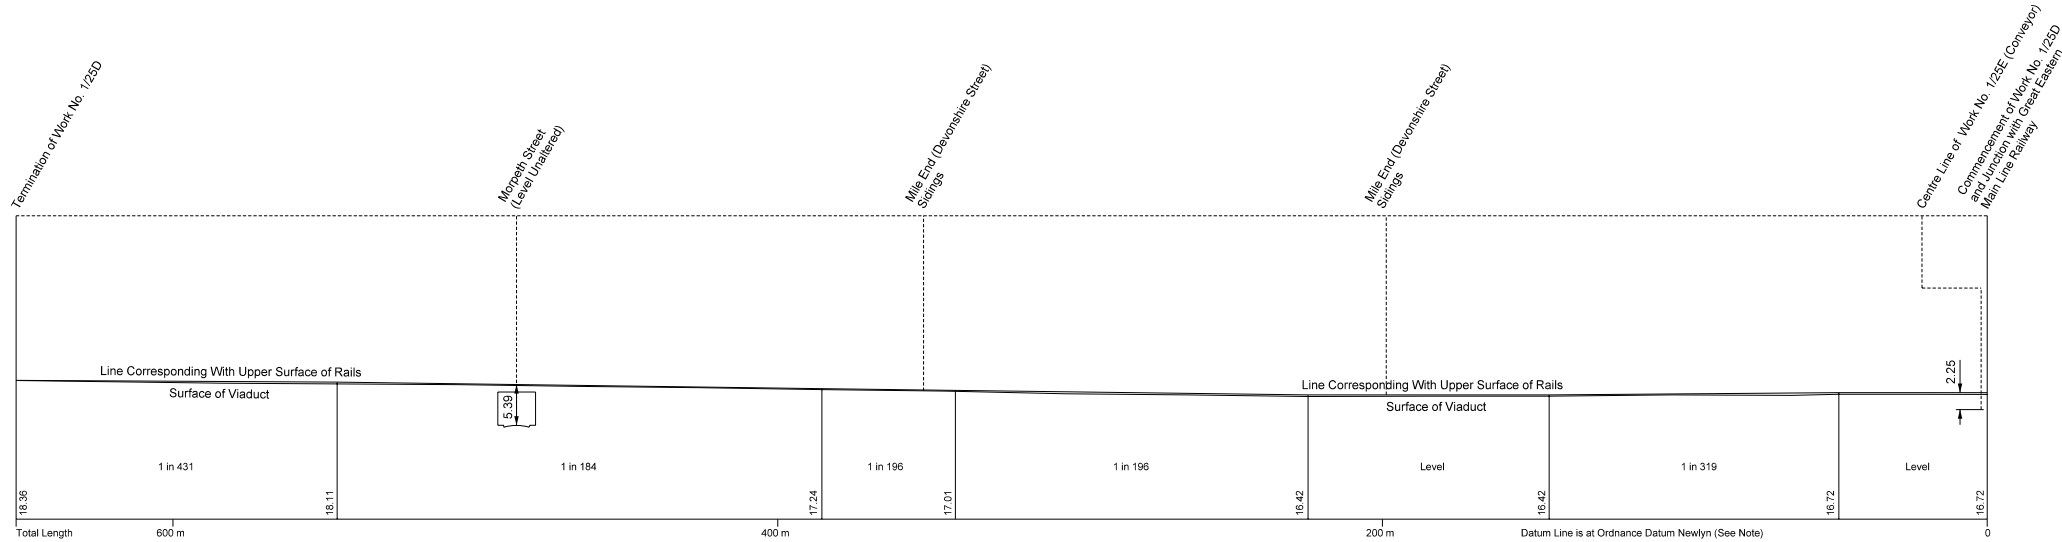 Termination of Work No. 1/25D
Morpeth Street
(Level Unaltered)
Mile End (Devonshire Street)
Sidings
Mile End (Devonshire Street)
Sidings
Centre Line of Work No. 1/25E (Conveyor)
Commencement of Work No. 1/25D
and Junction with Great Eastern
Main Line Railway
Line Corresponding With Upper Surface of Rails
Surface of Viaduct
5.39
Line Corresponding With Upper Surface of Rails
Surface of Viaduct
2.25
1 in 431
1 in 184
1 in 196
1 in 196
Level
1 in 319
Level
18.36
18.11
17.24
17.01
16.42
16.42
16.72
16.72
Total Length
600 m
400 m
200 m
Datum Line is at Ordnance Datum Newlyn (See Note)
0